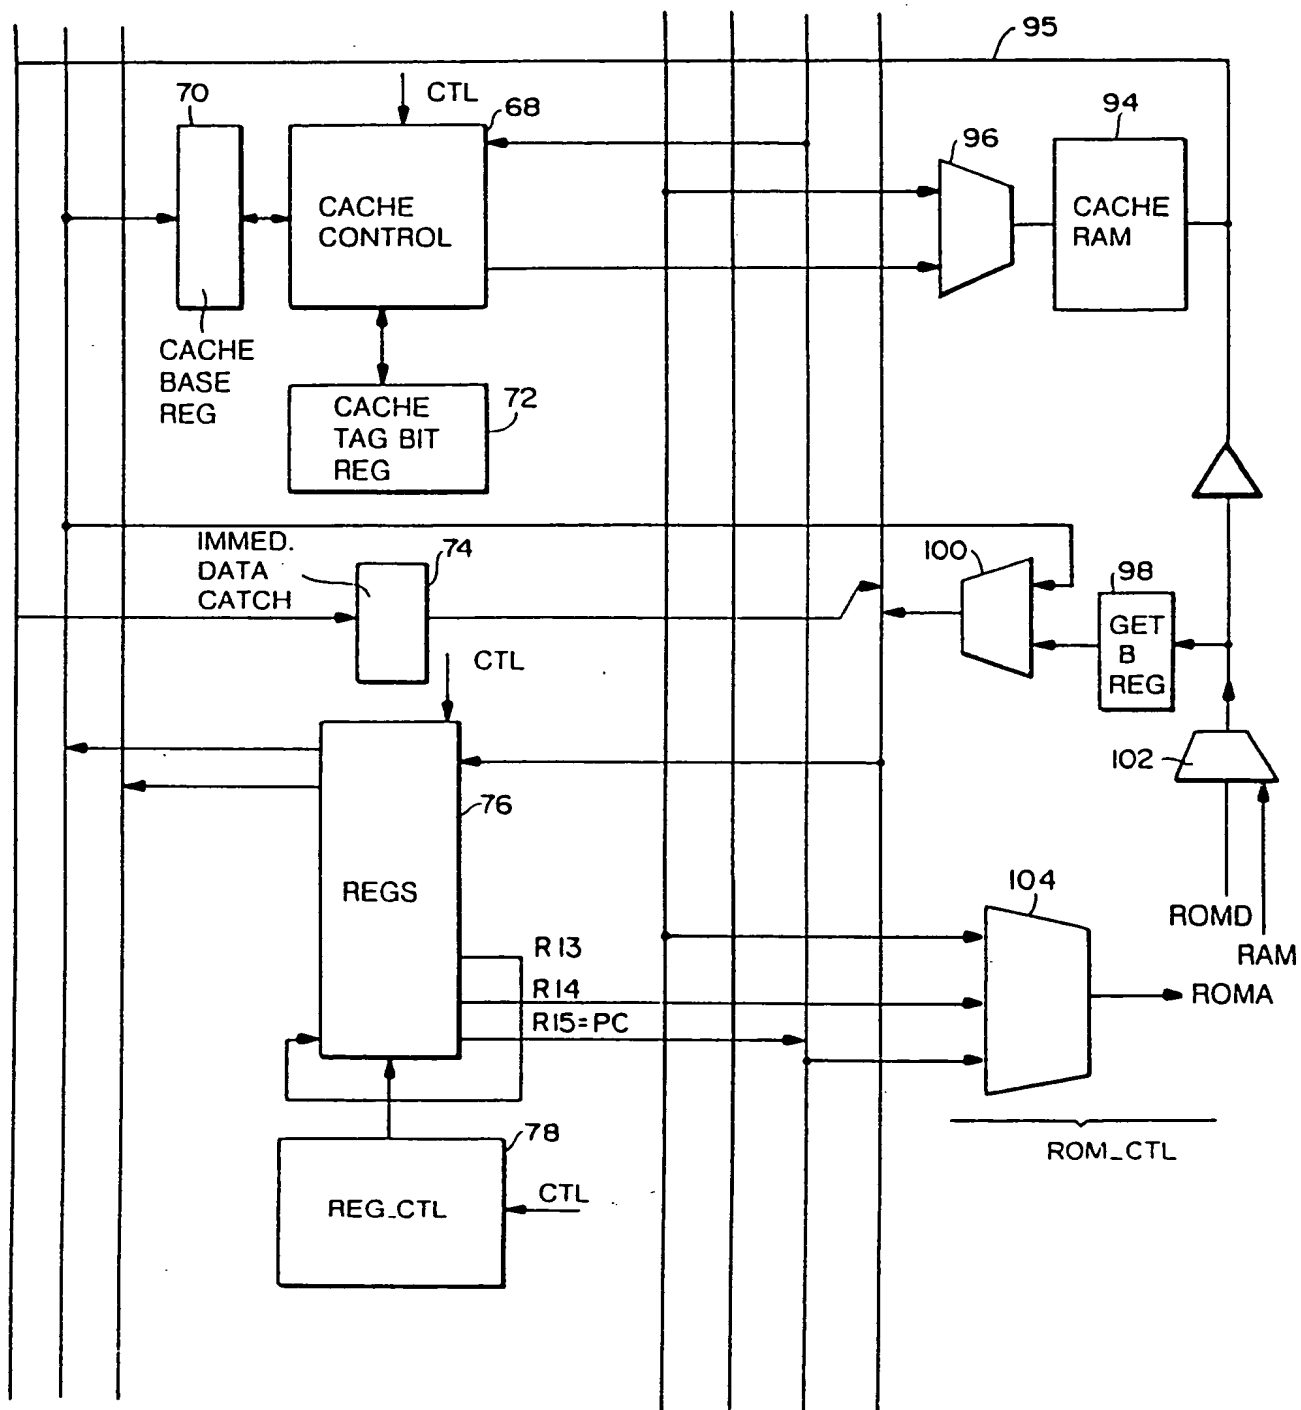 95
70
CTL
68
94
96
CACHE
CONTROL
CACHE
RAM
CACHE
BASE
REG
72
CACHE
TAG BIT
REG
IMMED.
DATA
CATCH
74
100
98
GET
B
REG
CTL
102
76
REGS
104
ROMD
RAM
R13
R14
ROMA
R15=PC
78
ROM_CTL
REG_CTL
CTL